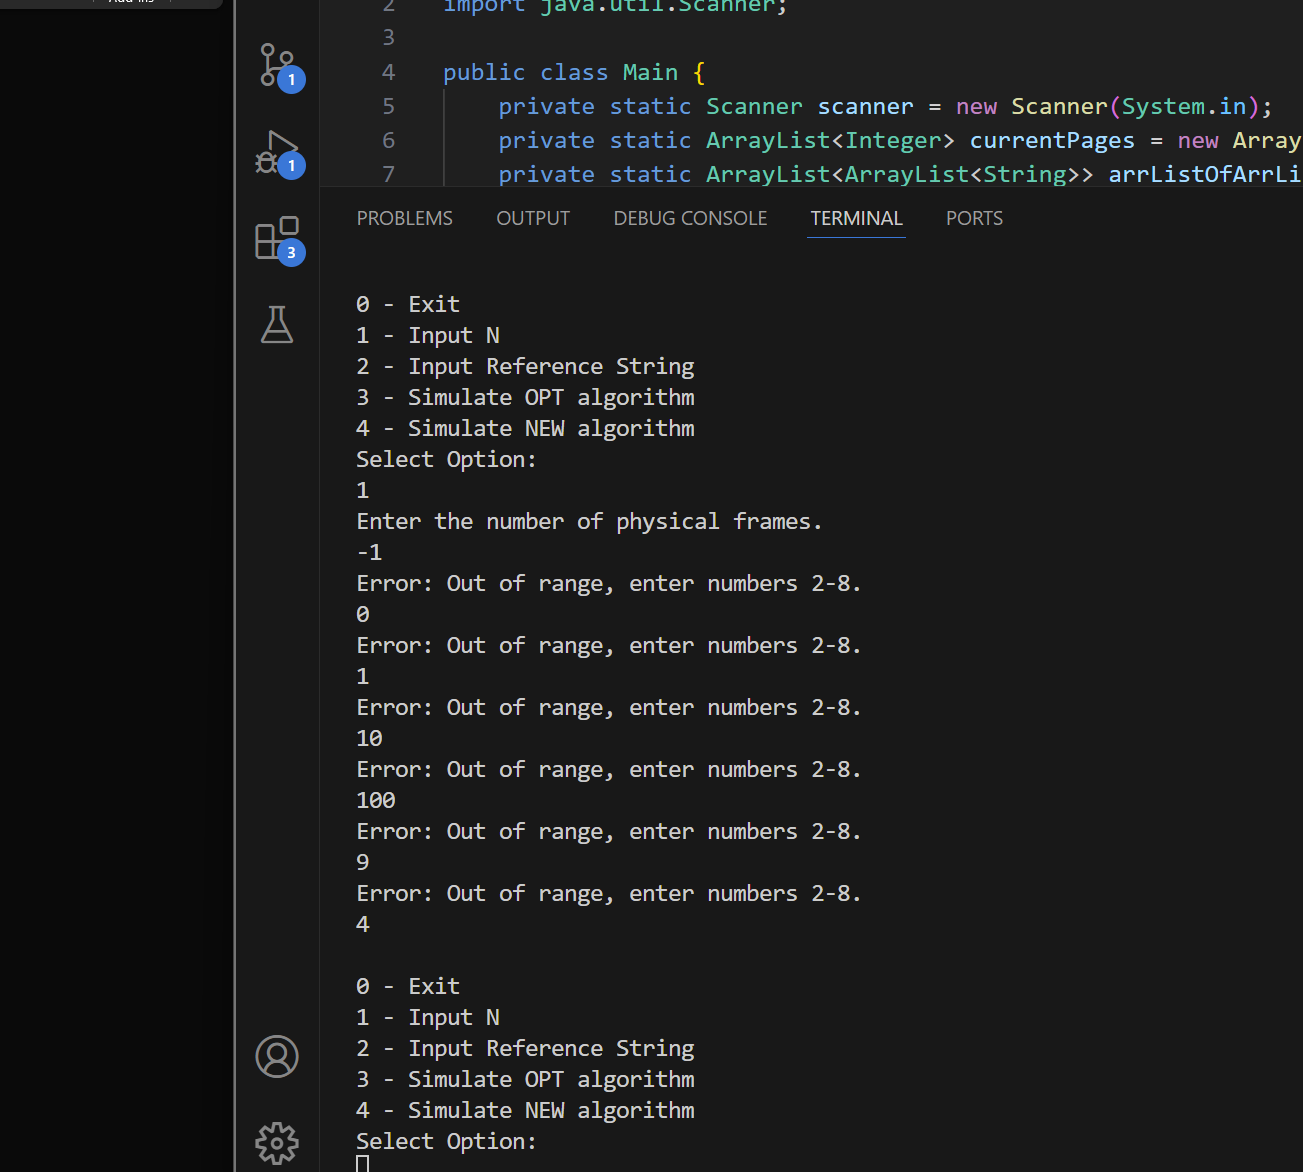 Add-ins
2 import java.util.Scanner;
3
4 public class Main {
5 private static Scanner scanner = new Scanner(System.in);
6 private static ArrayList<Integer> currentPages = new Array
7 private static ArrayList<ArrayList<String>> arrListOfArrLi
1
1
3
PROBLEMS OUTPUT DEBUG CONSOLE TERMINAL PORTS
0 - Exit
1 - Input N
2 - Input Reference String
3 - Simulate OPT algorithm
4 - Simulate NEW algorithm
Select Option:
1
Enter the number of physical frames.
-1
Error: Out of range, enter numbers 2-8.
0
Error: Out of range, enter numbers 2-8.
1
Error: Out of range, enter numbers 2-8.
10
Error: Out of range, enter numbers 2-8.
100
Error: Out of range, enter numbers 2-8.
9
Error: Out of range, enter numbers 2-8.
4
0 - Exit
1 - Input N
2 - Input Reference String
3 - Simulate OPT algorithm
4 - Simulate NEW algorithm
Select Option: